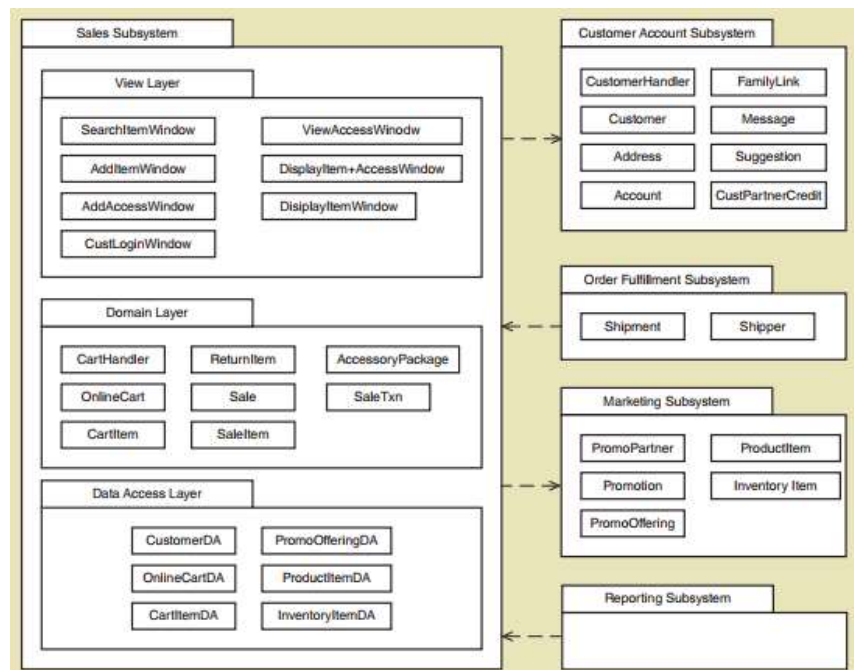 Sales Subsystem
View Layer
SearchItemWindow
ViewAccessWinodw
AddItemWindow
DisplayItem+AccessWindow
AddAccessWindow
DisiplayItemWindow
CustLoginWindow
Domain Layer
CartHandler
ReturnItem
AccessoryPackage
OnlineCart
Sale
SaleTxn
CartItem
SaleItem
Data Access Layer
CustomerDA
PromoOfferingDA
OnlineCartDA
ProductItemDA
CartItemDA
InventoryItemDA
Customer Account Subsystem
CustomerHandler
FamilyLink
Customer
Message
Address
Suggestion
Account
CustPartnerCredit
Order Fulfillment Subsystem
Shipment
Shipper
Marketing Subsystem
PromoPartner
ProductItem
Promotion
Inventory Item
PromoOffering
Reporting Subsystem